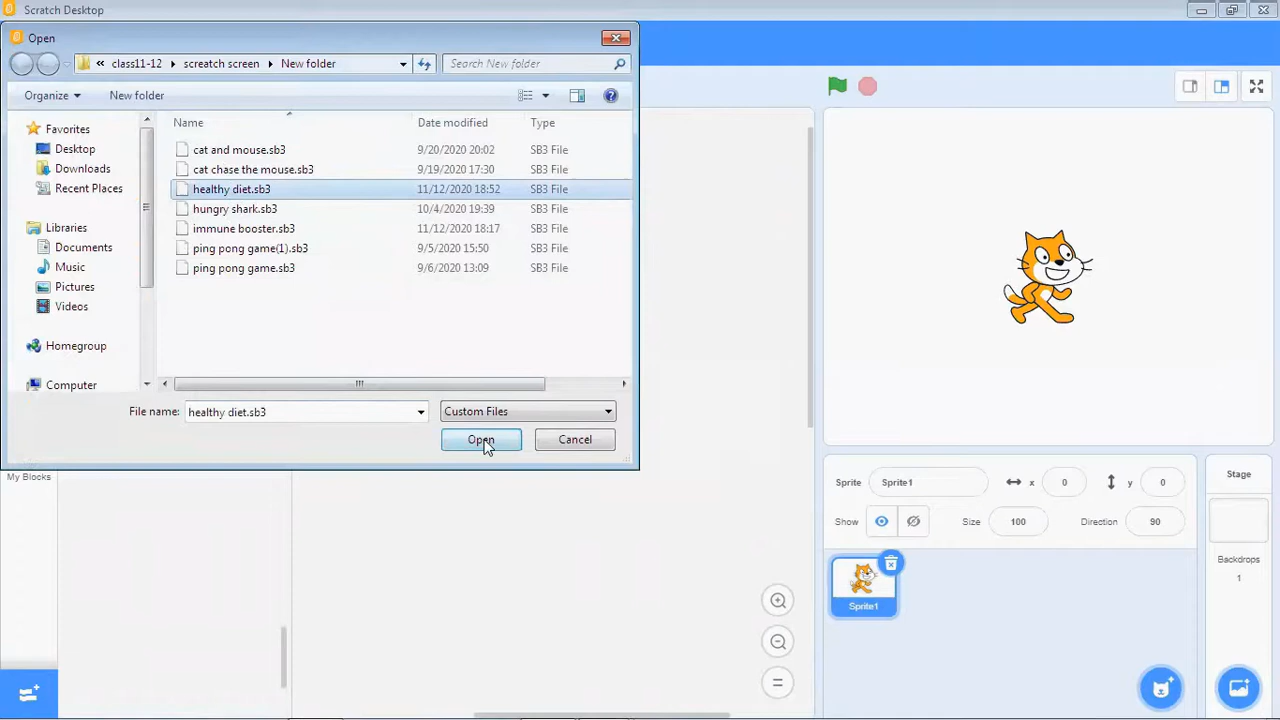 Scratch Desktop
Open
« class11-12 screatch screen New folder
Search New folder
Organize New folder
Name Date modified Type
Favorites
Desktop
Downloads
Recent Places
Libraries
Documents
Music
Pictures
Videos
Homegroup
Computer
cat and mouse.sb3 9/20/2020 20:02 SB3 File
cat chase the mouse.sb3 9/19/2020 17:30 SB3 File
healthy diet.sb3 11/12/2020 18:52 SB3 File
hungry shark.sb3 10/4/2020 19:39 SB3 File
immune booster.sb3 11/12/2020 18:17 SB3 File
ping pong game(1).sb3 9/5/2020 15:50 SB3 File
ping pong game.sb3 9/6/2020 13:09 SB3 File
File name: healthy diet.sb3 Custom Files
Open Cancel
My Blocks
Sprite Sprite1 x 0 y 0
Show Size 100 Direction 90
Sprite1
Stage
Backdrops
1